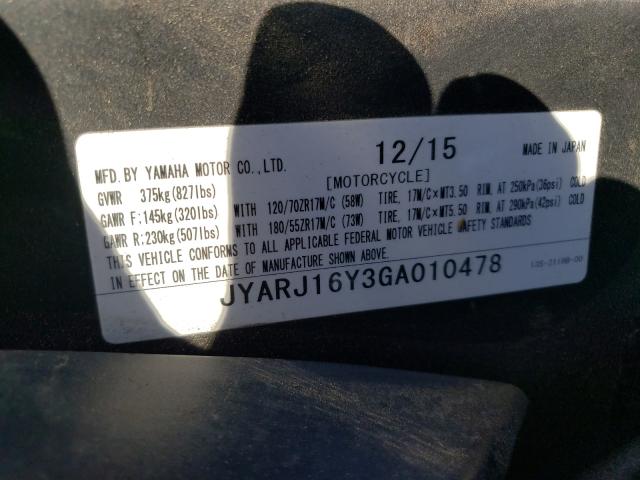 MFD. BY YAMAHA MOTOR CO.,LTD. 12/15 MADE IN JAPAN
GVWR 375kg(827lbs) [MOTORCYCLE]
GAWR F:145kg(320lbs) WITH 120/70ZR17M/C (58W) TIRE, 17M/C×MT3.50 RIM, AT 250kPa(36psi) COLD
GAWR R:230kg(507lbs) WITH 180/55ZR17M/C (73W) TIRE, 17M/C×MT5.50 RIM, AT 290kPa(42psi) COLD
THIS VEHICLE CONFORMS TO ALL APPLICABLE FEDERAL MOTOR VEHICLE SAFETY STANDARDS
IN EFFECT ON THE DATE OF MANUFACTURE SHOWN ABOVE.
JYARJ16Y3GA010478